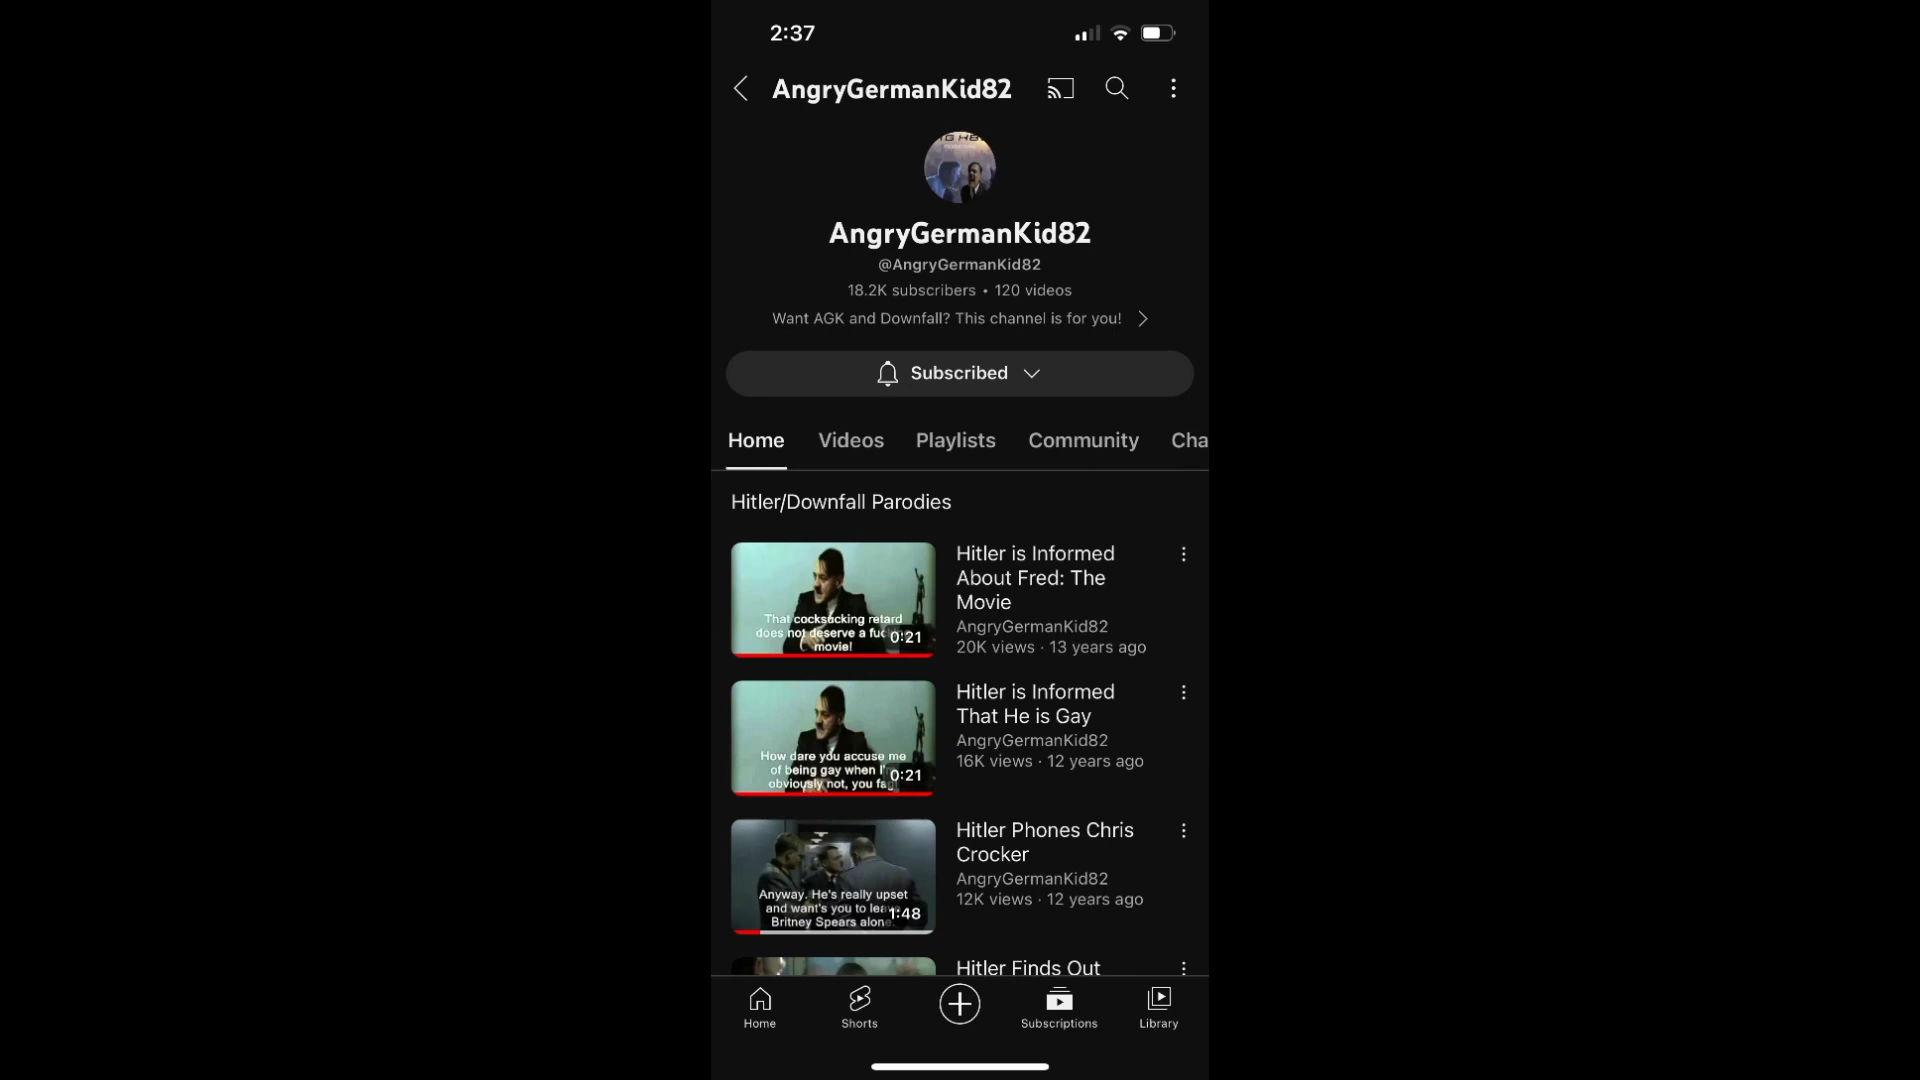 2:37
AngryGermanKid82
AngryGermanKid82
@AngryGermanKid82
18.2K subscribers • 120 videos
Want AGK and Downfall? This channel is for you!
Subscribed
Home Videos Playlists Community Cha
Hitler/Downfall Parodies
That cocksucking retard
does not deserve a fuc
movie!
0:21
Hitler is Informed
About Fred: The
Movie
AngryGermanKid82
20K views · 13 years ago
How dare you accuse me
of being gay when I'
obviously not, you fag
0:21
Hitler is Informed
That He is Gay
AngryGermanKid82
16K views · 12 years ago
Anyway. He's really upset
and want's you to leave
Britney Spears alone.
1:48
Hitler Phones Chris
Crocker
AngryGermanKid82
12K views · 12 years ago
Hitler Finds Out
Home Shorts Subscriptions Library